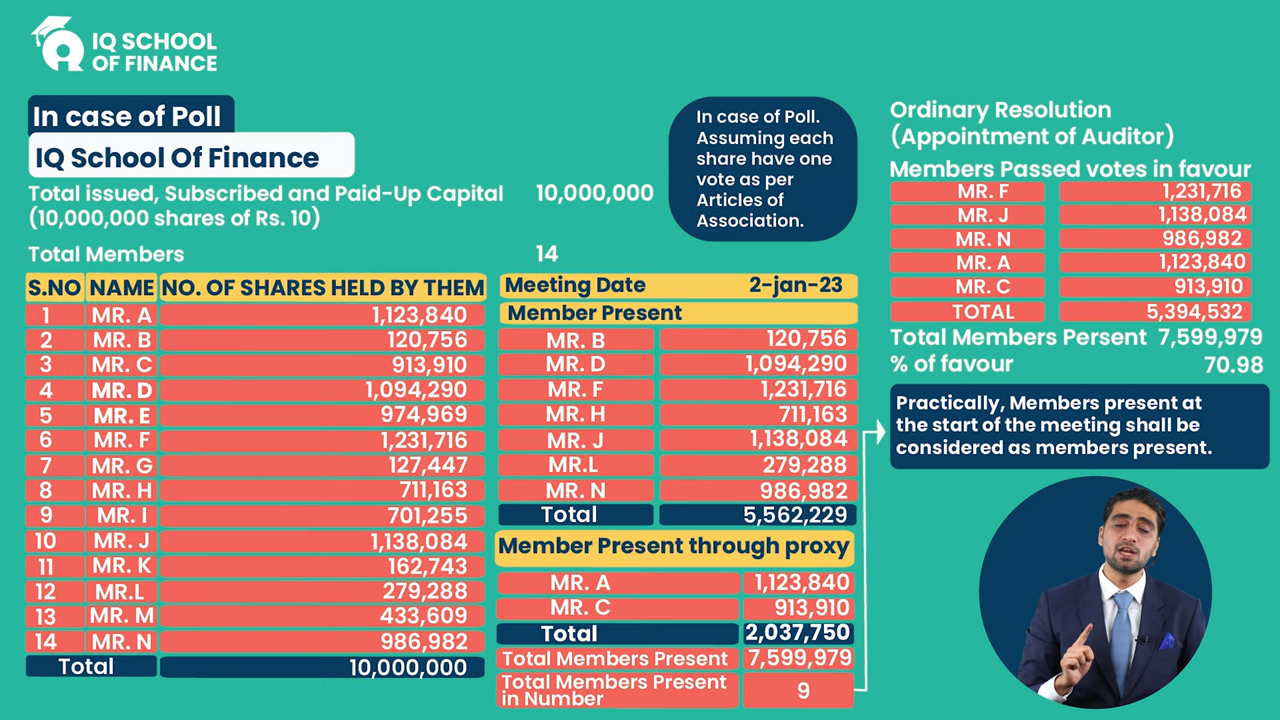 IQ SCHOOL
OF FINANCE
In case of Poll
IQ School Of Finance
Total issued, Subscribed and Paid-Up Capital 10,000,000
(10,000,000 shares of Rs. 10)
Total Members 14
S.NO NAME NO. OF SHARES HELD BY THEM
1 MR. A 1,123,840
2 MR. B 120,756
3 MR. C 913,910
4 MR. D 1,094,290
5 MR. E 974,969
6 MR. F 1,231,716
7 MR. G 127,447
8 MR. H 711,163
9 MR. I 701,255
10 MR. J 1,138,084
11 MR. K 162,743
12 MR.L 279,288
13 MR. M 433,609
14 MR. N 986,982
Total 10,000,000
In case of Poll.
Assuming each
share have one
vote as per
Articles of
Association.
Meeting Date 2-jan-23
Member Present
MR. B 120,756
MR. D 1,094,290
MR. F 1,231,716
MR. H 711,163
MR. J 1,138,084
MR.L 279,288
MR. N 986,982
Total 5,562,229
Member Present through proxy
MR. A 1,123,840
MR. C 913,910
Total 2,037,750
Total Members Present 7,599,979
Total Members Present
in Number 9
Ordinary Resolution
(Appointment of Auditor)
Members Passed votes in favour
MR. F 1,231,716
MR. J 1,138,084
MR. N 986,982
MR. A 1,123,840
MR. C 913,910
TOTAL 5,394,532
Total Members Persent 7,599,979
% of favour 70.98
Practically, Members present at
the start of the meeting shall be
considered as members present.